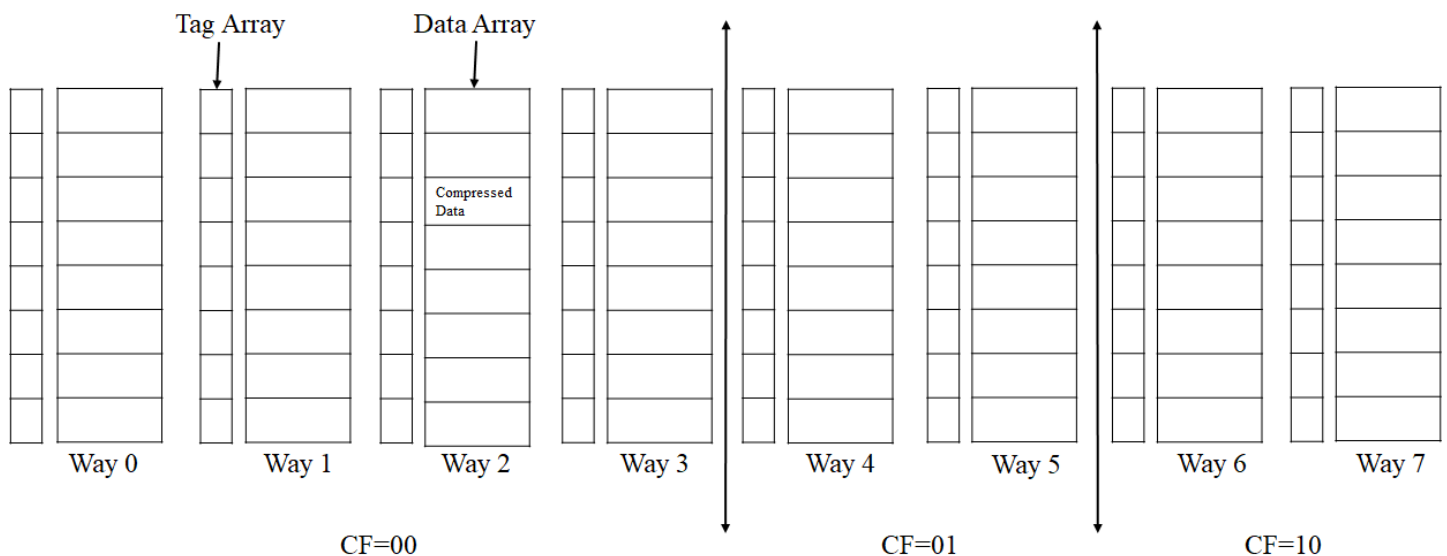 Tag Array
Data Array
Compressed
Data
Way 0
Way 1
Way 2
Way 3
Way 4
Way 5
Way 6
Way 7
CF=00
CF=01
CF=10